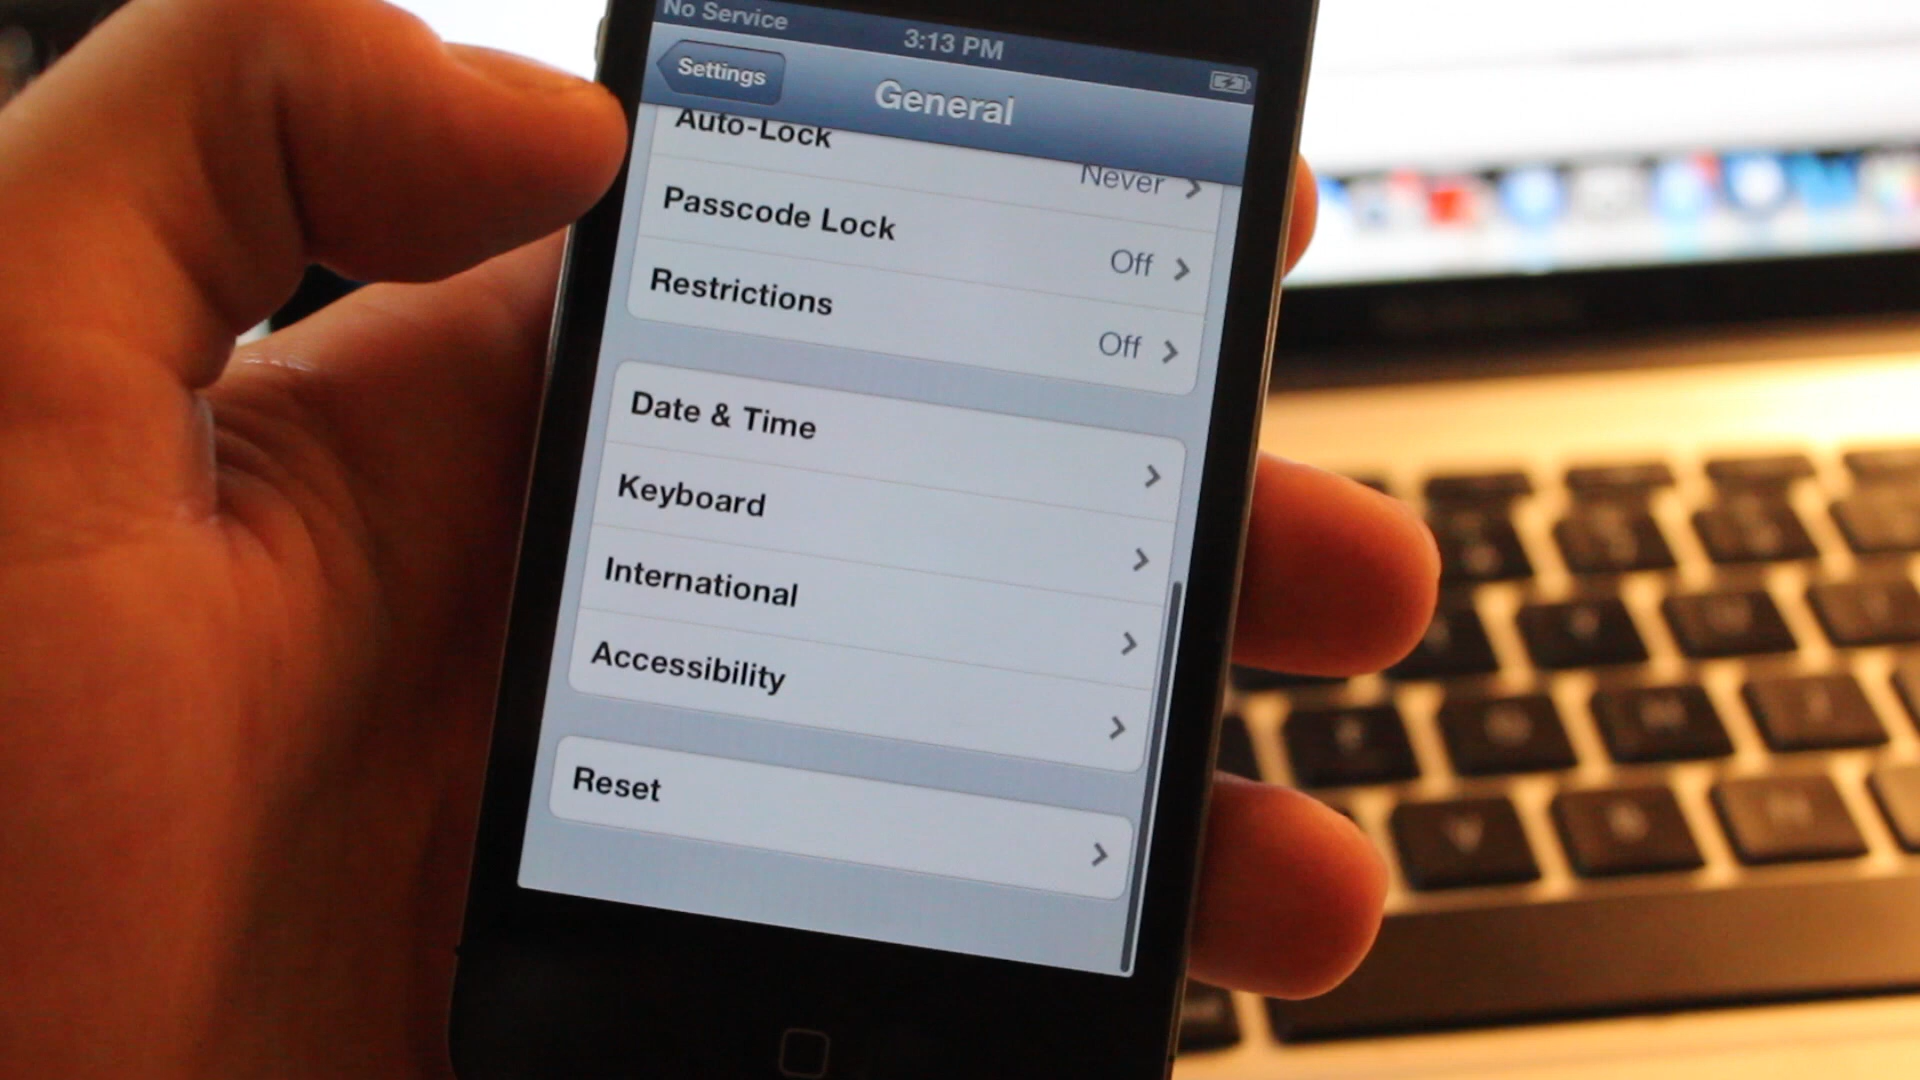 No Service
3:13 PM
Settings
General
Auto-Lock
Never
Passcode Lock
Off
Restrictions
Off
Date & Time
Keyboard
International
Accessibility
Reset